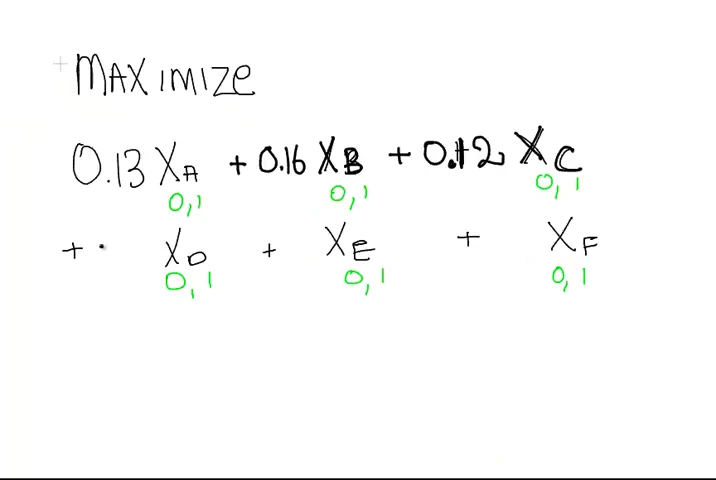 MAXIMIZE
0.13 XA + 0.16 XB + 0.12 XC
0,1 0,1 0,1
+ . XD + XE + XF
0,1 0,1 0,1